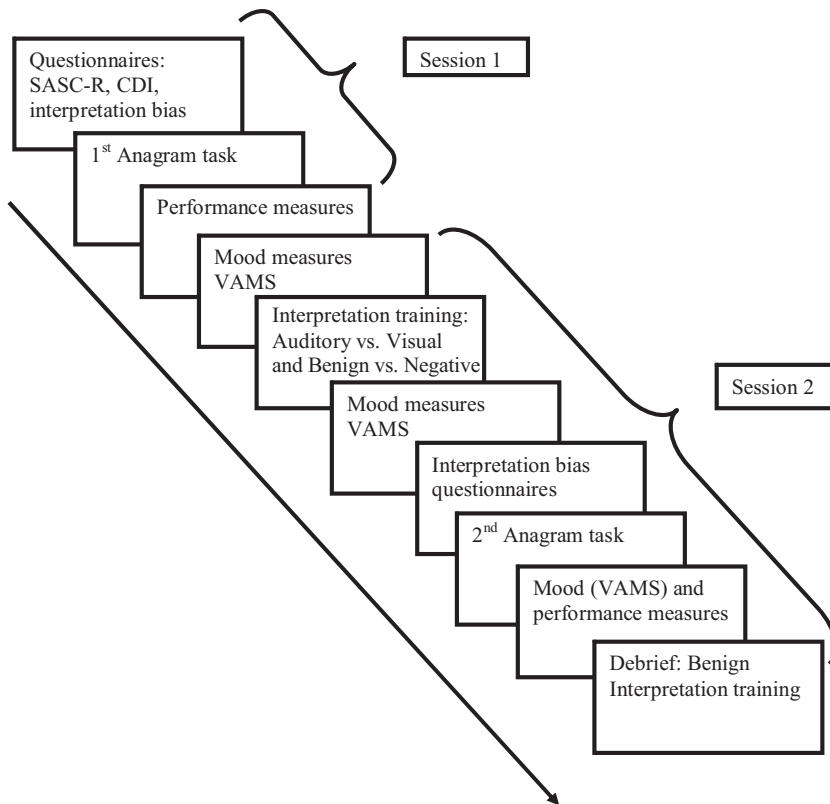 Questionnaires:
SASC-R, CDI,
interpretation bias
Session 1
1st Anagram task
Performance measures
Mood measures
VAMS
Interpretation training:
Auditory vs. Visual
and Benign vs. Negative
Session 2
Mood measures
VAMS
Interpretation bias
questionnaires
2nd Anagram task
Mood (VAMS) and
performance measures
Debrief: Benign
Interpretation training